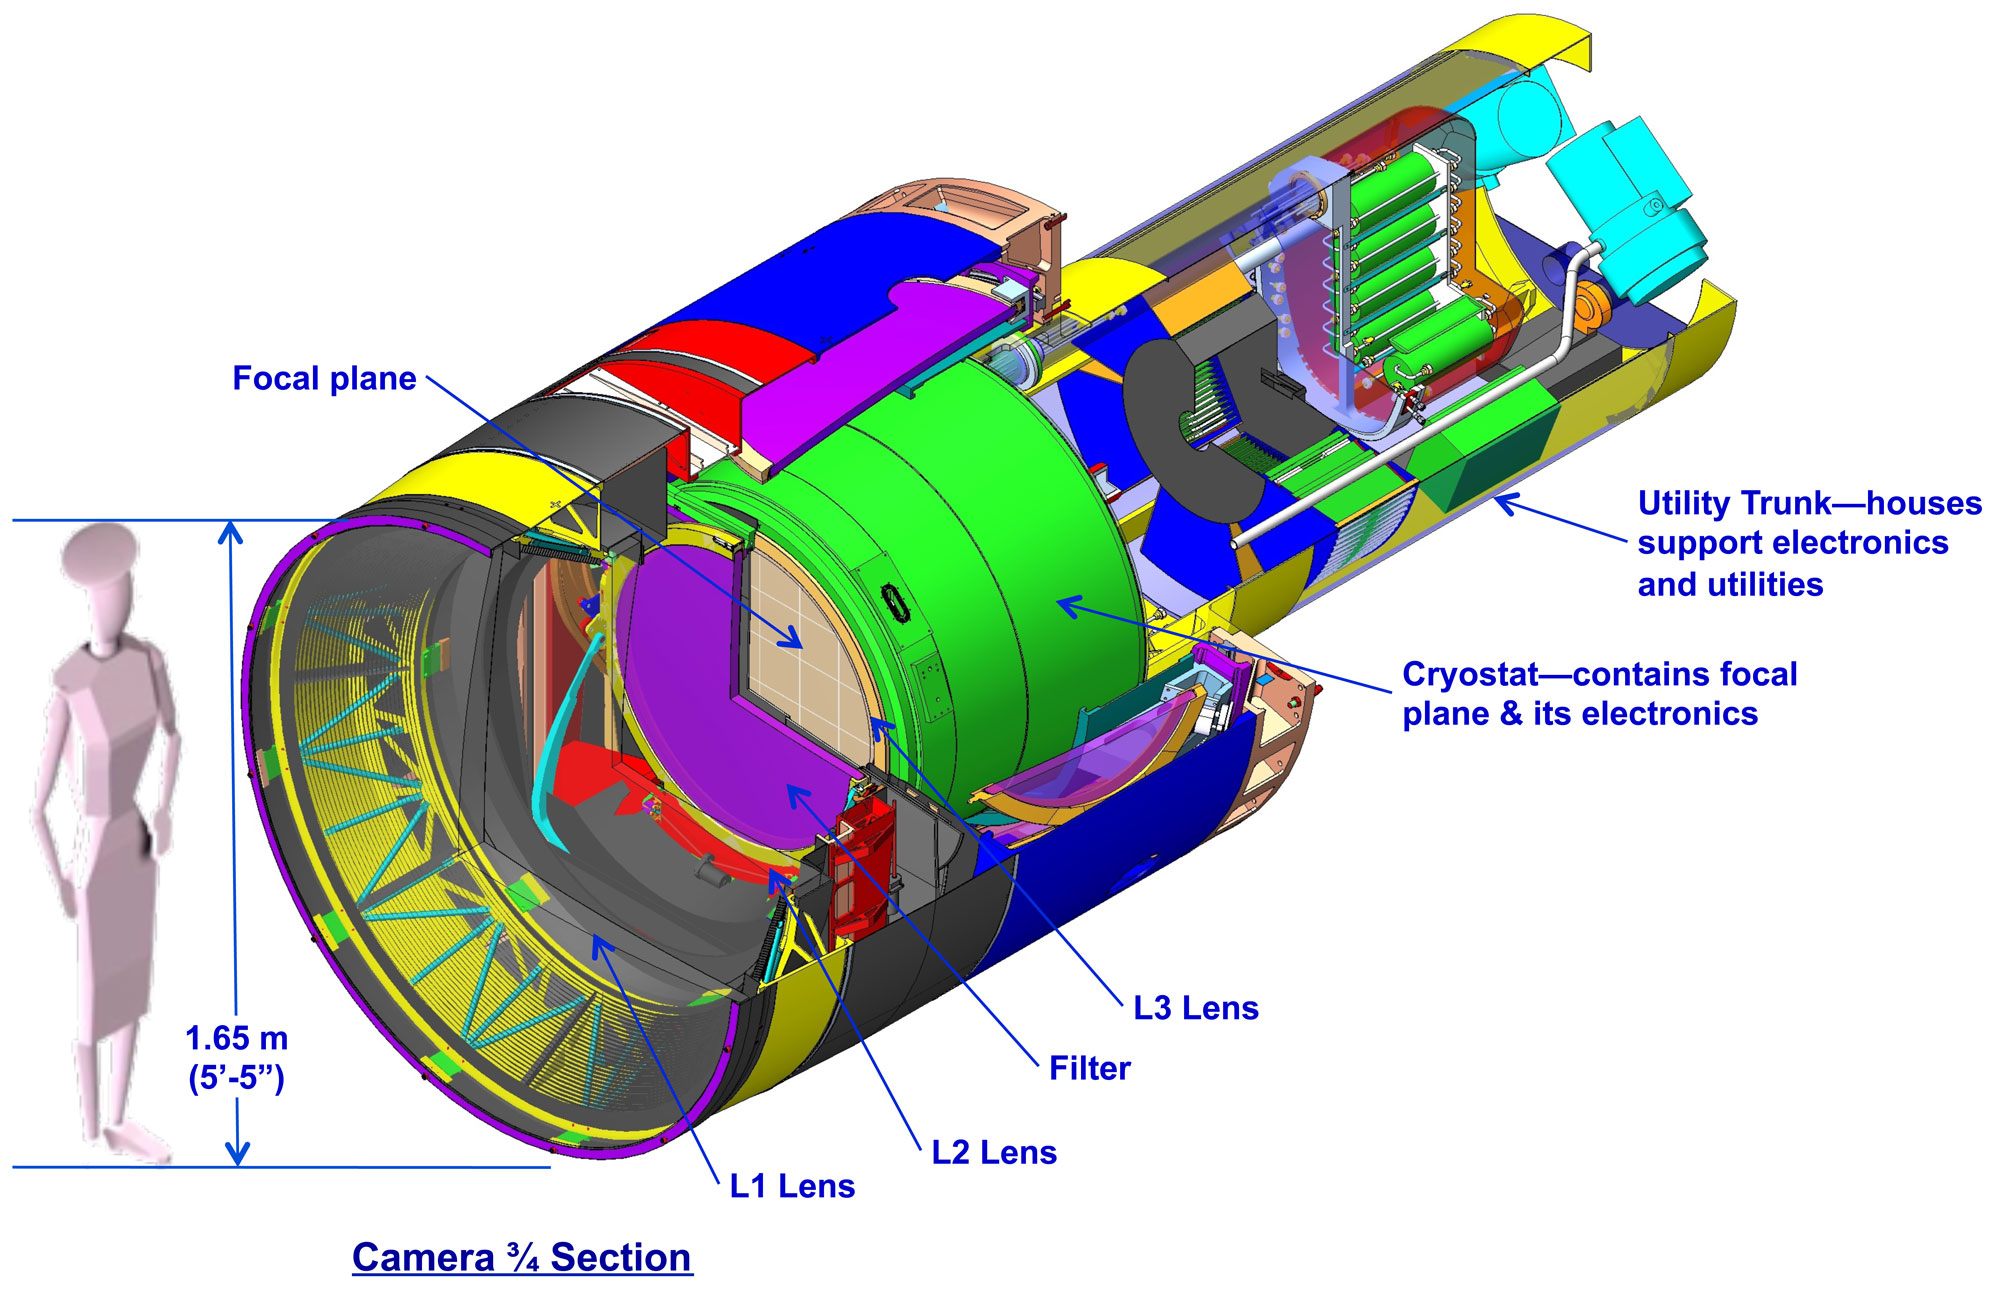 Focal plane
Utility Trunk—houses
support electronics
and utilities
Cryostat—contains focal
plane & its electronics
L3 Lens
1.65 m
(5’-5”)
Filter
L2 Lens
L1 Lens
Camera ¾ Section